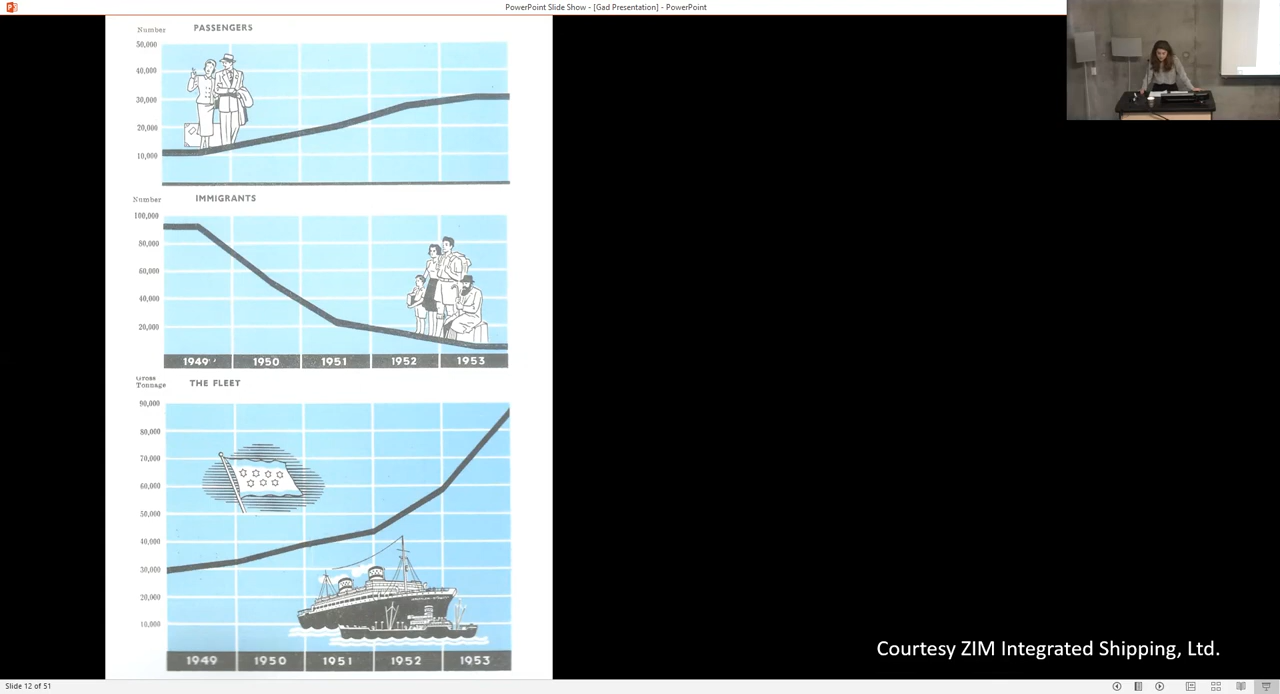 PowerPoint Slide Show - [Gad Presentation] - PowerPoint
Number PASSENGERS
50,000
40,000
30,000
20,000
10,000
Number IMMIGRANTS
100,000
80,000
60,000
40,000
20,000
1949 1950 1951 1952 1953
Gross
Tonnage THE FLEET
90,000
80,000
70,000
60,000
50,000
40,000
30,000
20,000
10,000
1949 1950 1951 1952 1953
Courtesy ZIM Integrated Shipping, Ltd.
Slide 12 of 51